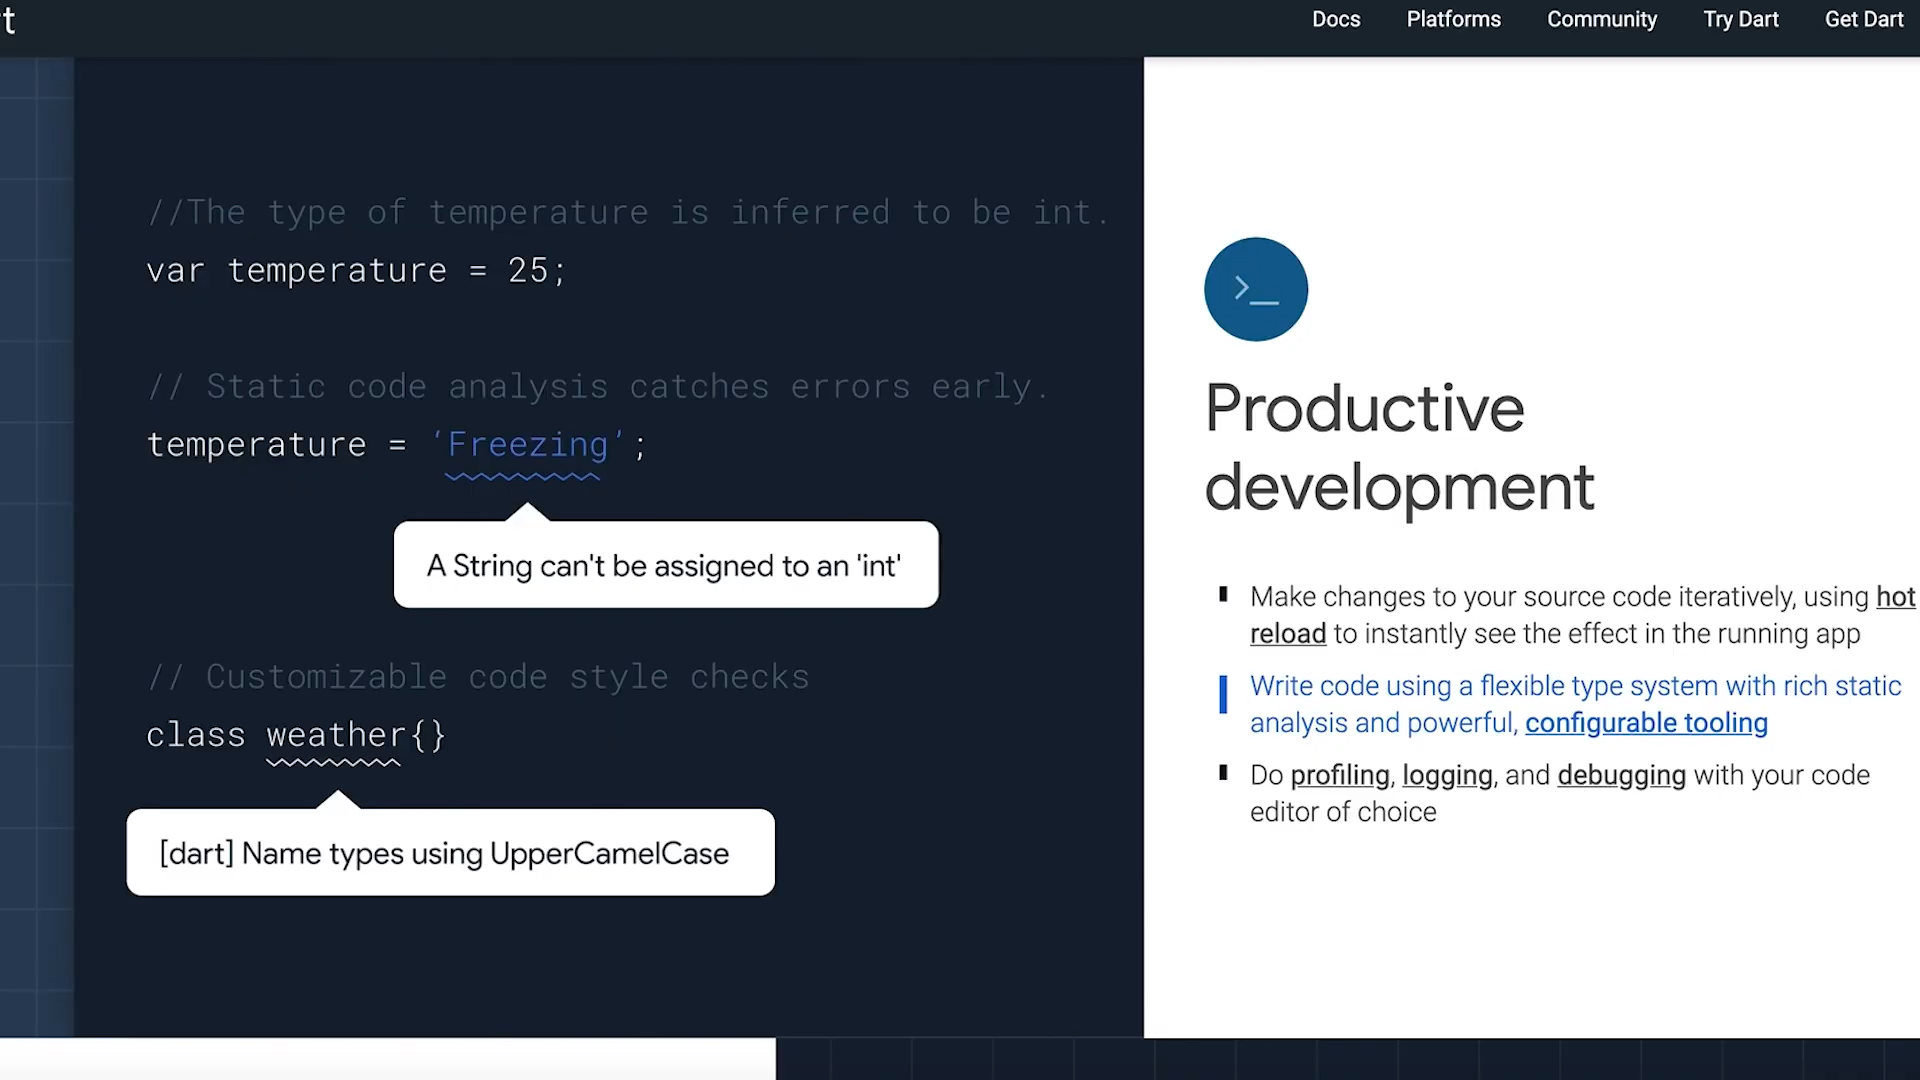 t
Docs Platforms Community Try Dart Get Dart
//The type of temperature is inferred to be int.
var temperature = 25;
// Static code analysis catches errors early.
temperature = ‘Freezing’;
A String can't be assigned to an 'int'
// Customizable code style checks
class weather{}
[dart] Name types using UpperCamelCase
>_
Productive
development
Make changes to your source code iteratively, using hot
reload to instantly see the effect in the running app
Write code using a flexible type system with rich static
analysis and powerful, configurable tooling
Do profiling, logging, and debugging with your code
editor of choice